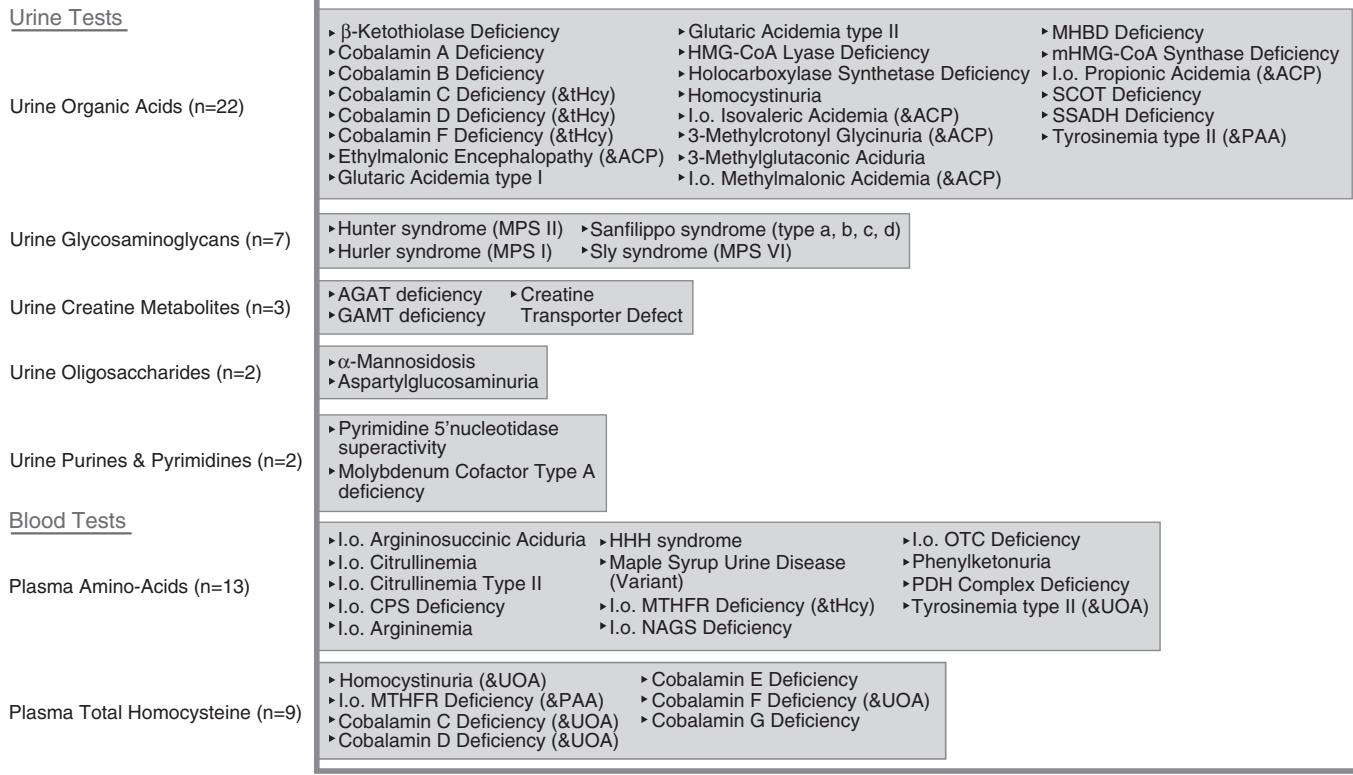 Urine Tests
Urine Organic Acids (n=22)
▸β-Ketothiolase Deficiency
▸Cobalamin A Deficiency
▸Cobalamin B Deficiency
▸Cobalamin C Deficiency (&tHcy)
▸Cobalamin D Deficiency (&tHcy)
▸Cobalamin F Deficiency (&tHcy)
▸Ethylmalonic Encephalopathy (&ACP)
▸Glutaric Acidemia type I
▸Glutaric Acidemia type II
▸HMG-CoA Lyase Deficiency
▸Holocarboxylase Synthetase Deficiency
▸Homocystinuria
▸I.o. Isovaleric Acidemia (&ACP)
▸3-Methylcrotonyl Glycinuria (&ACP)
▸3-Methylglutaconic Aciduria
▸I.o. Methylmalonic Acidemia (&ACP)
▸MHBD Deficiency
▸mHMG-CoA Synthase Deficiency
▸I.o. Propionic Acidemia (&ACP)
▸SCOT Deficiency
▸SSADH Deficiency
▸Tyrosinemia type II (&PAA)
Urine Glycosaminoglycans (n=7)
▸Hunter syndrome (MPS II)
▸Hurler syndrome (MPS I)
▸Sanfilippo syndrome (type a, b, c, d)
▸Sly syndrome (MPS VI)
Urine Creatine Metabolites (n=3)
▸AGAT deficiency
▸GAMT deficiency
▸Creatine
Transporter Defect
Urine Oligosaccharides (n=2)
▸α-Mannosidosis
▸Aspartylglucosaminuria
Urine Purines & Pyrimidines (n=2)
▸Pyrimidine 5'nucleotidase
superactivity
▸Molybdenum Cofactor Type A
deficiency
Blood Tests
Plasma Amino-Acids (n=13)
▸I.o. Argininosuccinic Aciduria
▸I.o. Citrullinemia
▸I.o. Citrullinemia Type II
▸I.o. CPS Deficiency
▸I.o. Argininemia
▸HHH syndrome
▸Maple Syrup Urine Disease
(Variant)
▸I.o. MTHFR Deficiency (&tHcy)
▸I.o. NAGS Deficiency
▸I.o. OTC Deficiency
▸Phenylketonuria
▸PDH Complex Deficiency
▸Tyrosinemia type II (&UOA)
Plasma Total Homocysteine (n=9)
▸Homocystinuria (&UOA)
▸I.o. MTHFR Deficiency (&PAA)
▸Cobalamin C Deficiency (&UOA)
▸Cobalamin D Deficiency (&UOA)
▸Cobalamin E Deficiency
▸Cobalamin F Deficiency (&UOA)
▸Cobalamin G Deficiency